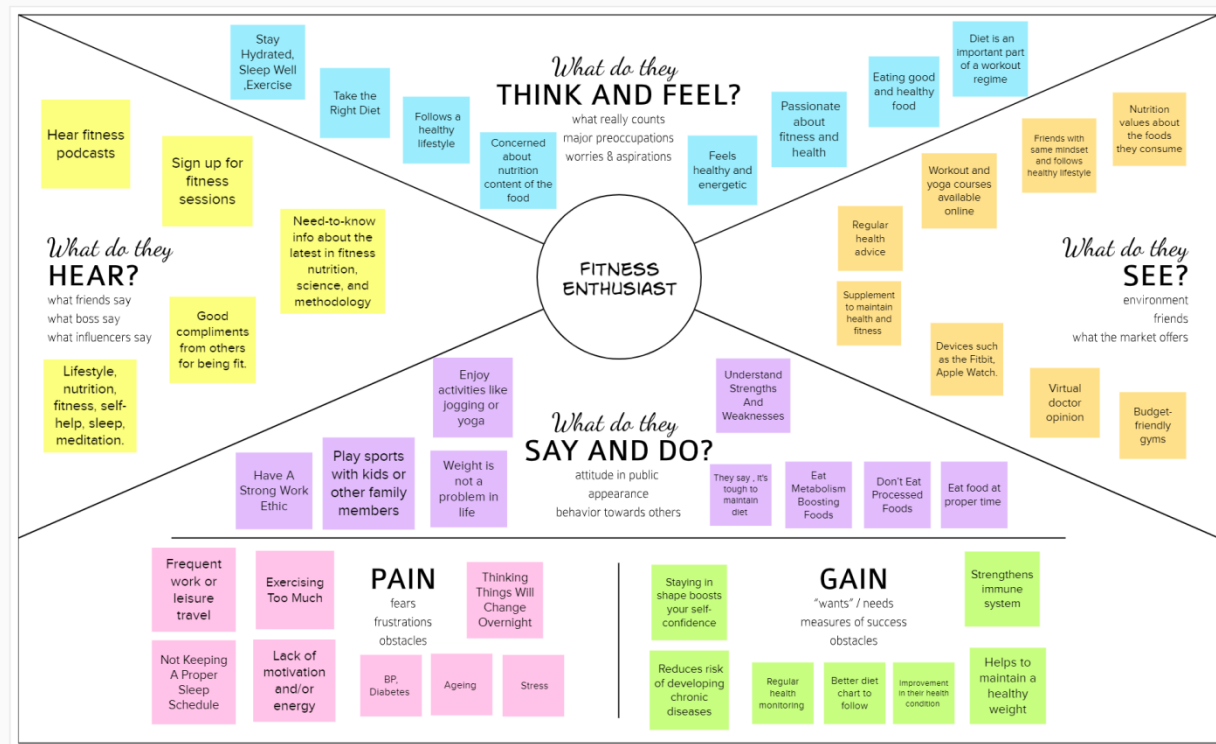 What do they
THINK AND FEEL?
what really counts
major preoccupations
worries & aspirations
Stay
Hydrated,
Sleep Well
,Exercise
Take the
Right Diet
Follows a
healthy
lifestyle
Concerned
about
nutrition
content of the
food
Feels
healthy and
energetic
Passionate
about
fitness and
health
Eating good
and healthy
food
Diet is an
important part
of a workout
regime
What do they
HEAR?
what friends say
what boss say
what influencers say
Hear fitness
podcasts
Sign up for
fitness
sessions
Need-to-know
info about the
latest in fitness
nutrition,
science, and
methodology
Good
compliments
from others
for being fit.
Lifestyle,
nutrition,
fitness, self-
help, sleep,
meditation.
FITNESS
ENTHUSIAST
What do they
SEE?
environment
friends
what the market offers
Nutrition
values about
the foods
they consume
Friends with
same mindset
and follows
healthy lifestyle
Workout and
yoga courses
available
online
Regular
health
advice
Supplement
to maintain
health and
fitness
Devices such
as the Fitbit,
Apple Watch.
Virtual
doctor
opinion
Budget-
friendly
gyms
What do they
SAY AND DO?
attitude in public
appearance
behavior towards others
Enjoy
activities like
jogging or
yoga
Understand
Strengths
And
Weaknesses
Have A
Strong Work
Ethic
Play sports
with kids or
other family
members
Weight is
not a
problem in
life
They say , it's
tough to
maintain
diet
Eat
Metabolism
Boosting
Foods
Don't Eat
Processed
Foods
Eat food at
proper time
PAIN
fears
frustrations
obstacles
Frequent
work or
leisure
travel
Exercising
Too Much
Thinking
Things Will
Change
Overnight
Not Keeping
A Proper
Sleep
Schedule
Lack of
motivation
and/or
energy
BP,
Diabetes
Ageing
Stress
GAIN
"wants" / needs
measures of success
obstacles
Staying in
shape boosts
your self-
confidence
Strengthens
immune
system
Reduces risk
of developing
chronic
diseases
Regular
health
monitoring
Better diet
chart to
follow
Improvement
in their health
condition
Helps to
maintain a
healthy
weight